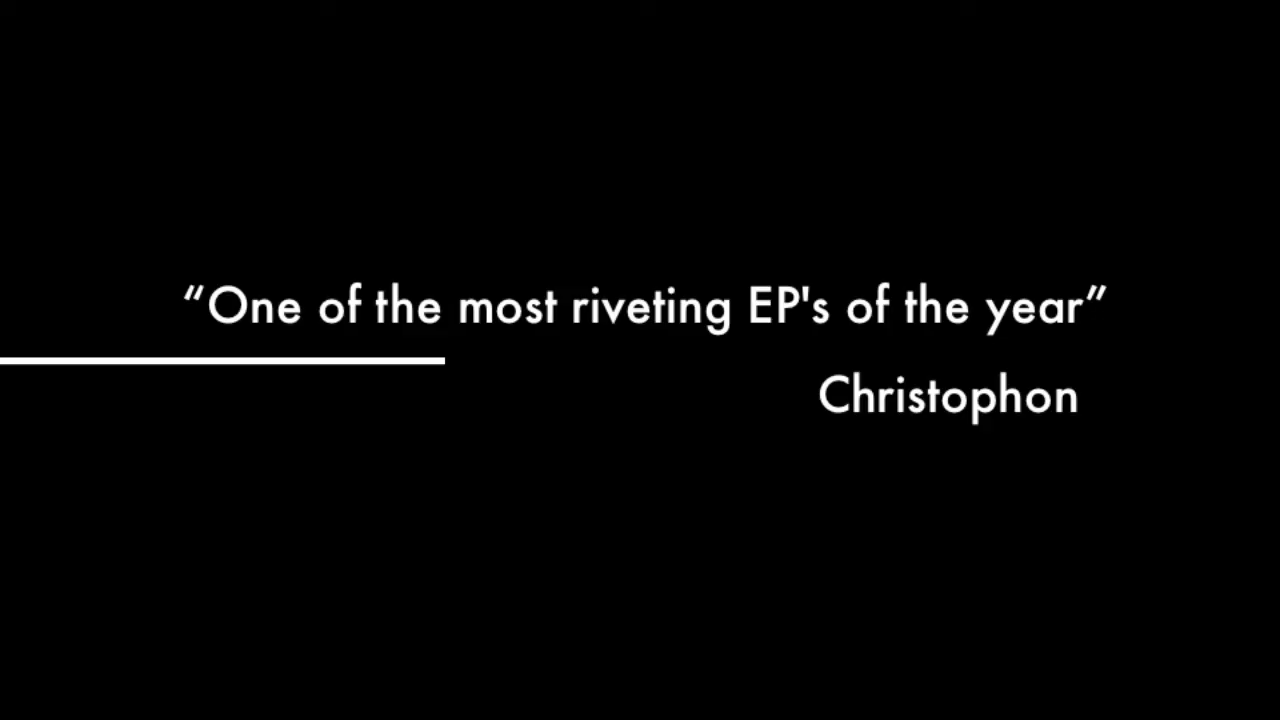 “One of the most riveting EP's of the year”
Christophon